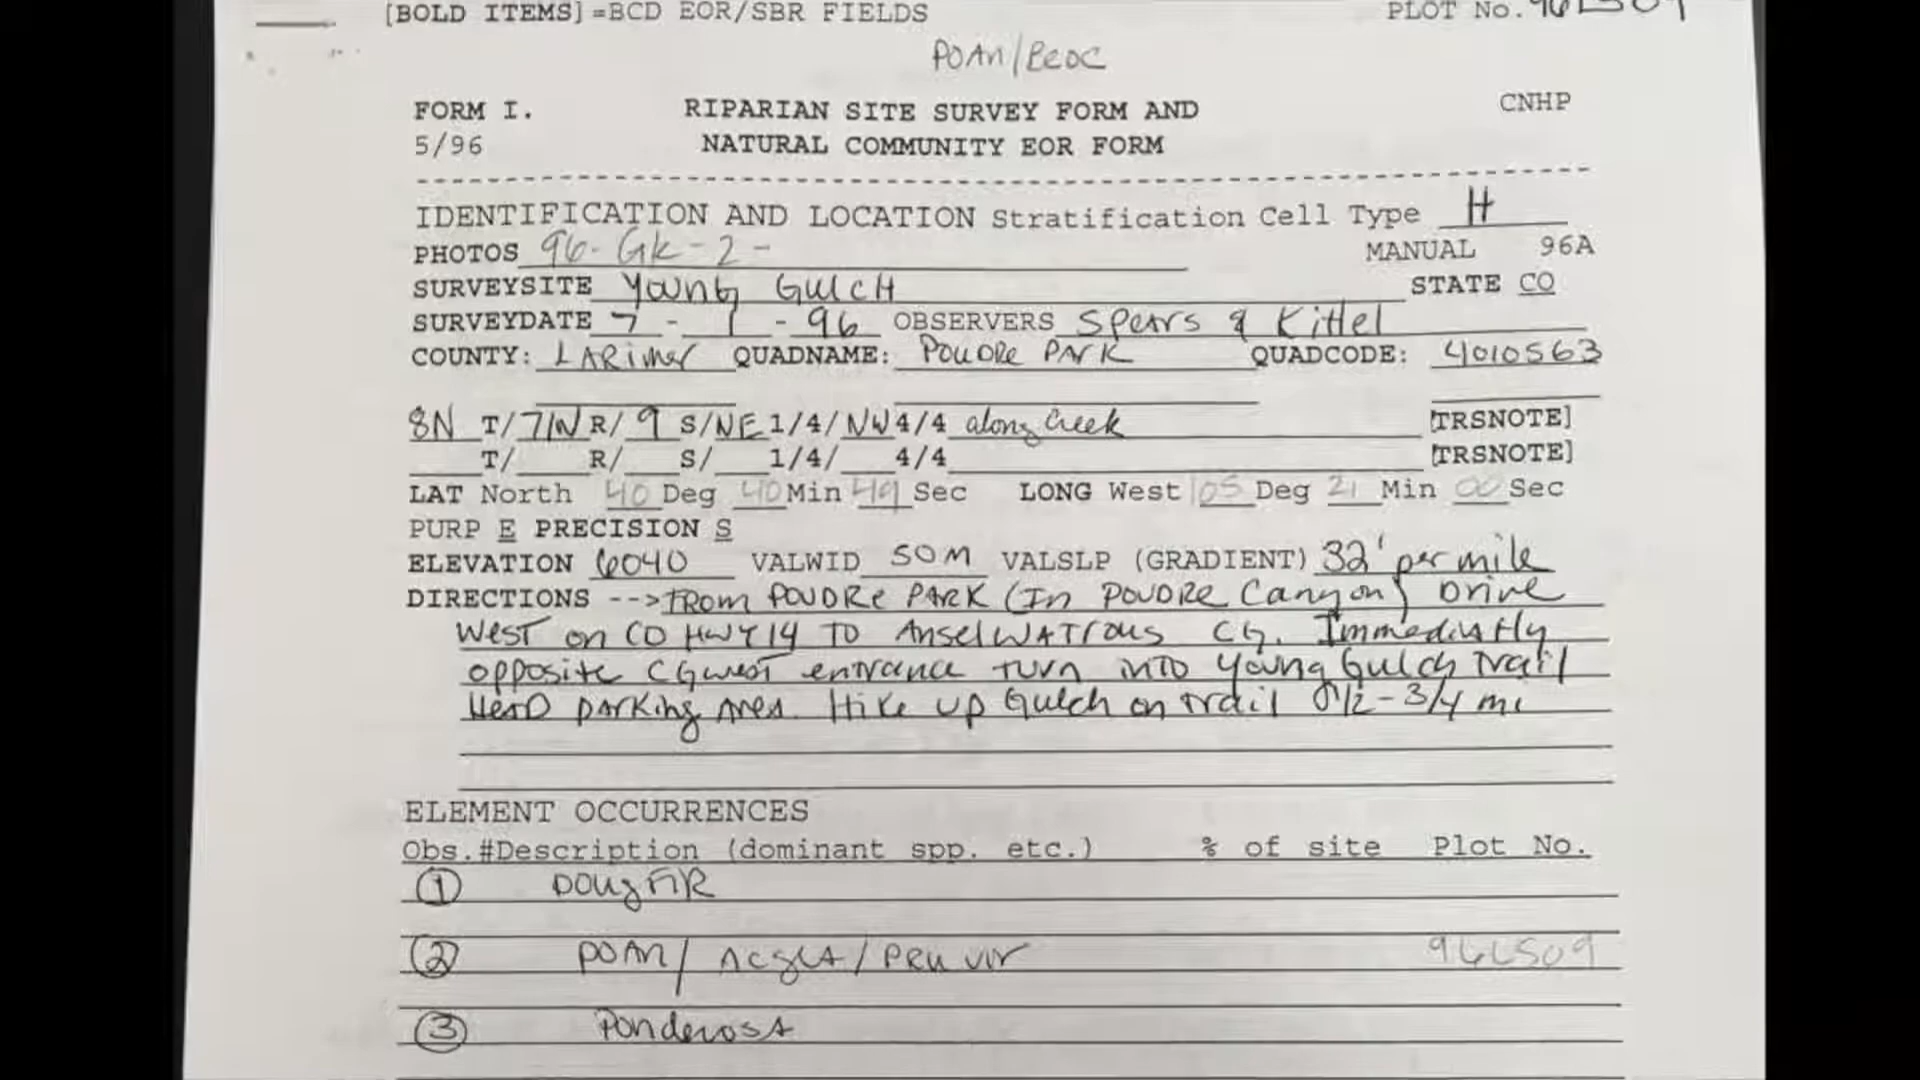 [BOLD ITEMS]=BCD EOR/SBR FIELDS PLOT No. 96LS09
POAN/BEOC
FORM I. RIPARIAN SITE SURVEY FORM AND CNHP
5/96 NATURAL COMMUNITY EOR FORM
IDENTIFICATION AND LOCATION Stratification Cell Type H
PHOTOS 96-GK-2- MANUAL 96A
SURVEYSITE Young Gulch STATE CO
SURVEYDATE 7-1-96 OBSERVERS Spears & Kittel
COUNTY: LARimer QUADNAME: POUDRe PARK QUADCODE: 4010563
8N T/71W R/ 9 S/NE 1/4/ NW 4/4 along Creek [TRSNOTE]
T/ R/ S/ 1/4/ 4/4 [TRSNOTE]
LAT North 40 Deg 40 Min 49 Sec LONG West 105 Deg 21 Min 00 Sec
PURP E PRECISION S
ELEVATION 6040 VALWID 50M VALSLP (GRADIENT) 32' per mile
DIRECTIONS --> FROM POUDRe PARK (In POUDRe Canyon) Drive
West on CO HWY 14 TO Ansel WATrous CG. Immediatly
opposite CG west entrance turn into Young Gulch Trail
Head parking Area. Hike up Gulch on trail 1/2-3/4 mi
ELEMENT OCCURRENCES
Obs.#Description (dominant spp. etc.) % of site Plot No.
① Doug FIR
② POAN/ ACGLA/PRU VIR 96LS09
③ PonderosA